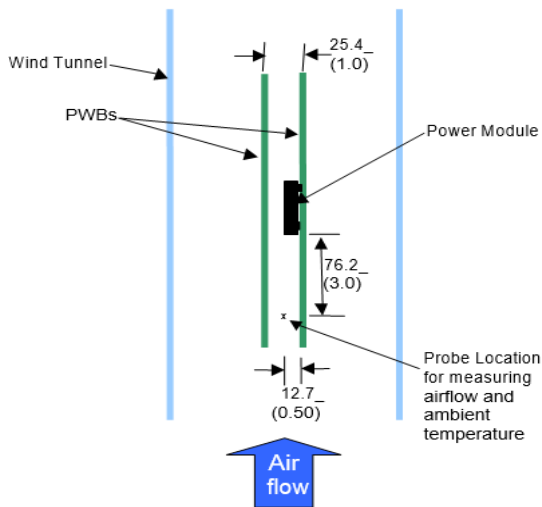 25.4_
(1.0)
Wind Tunnel
PWBs
Power Module
76.2_
(3.0)
x
Probe Location
for measuring
airflow and
ambient
temperature
12.7_
(0.50)
Air
flow